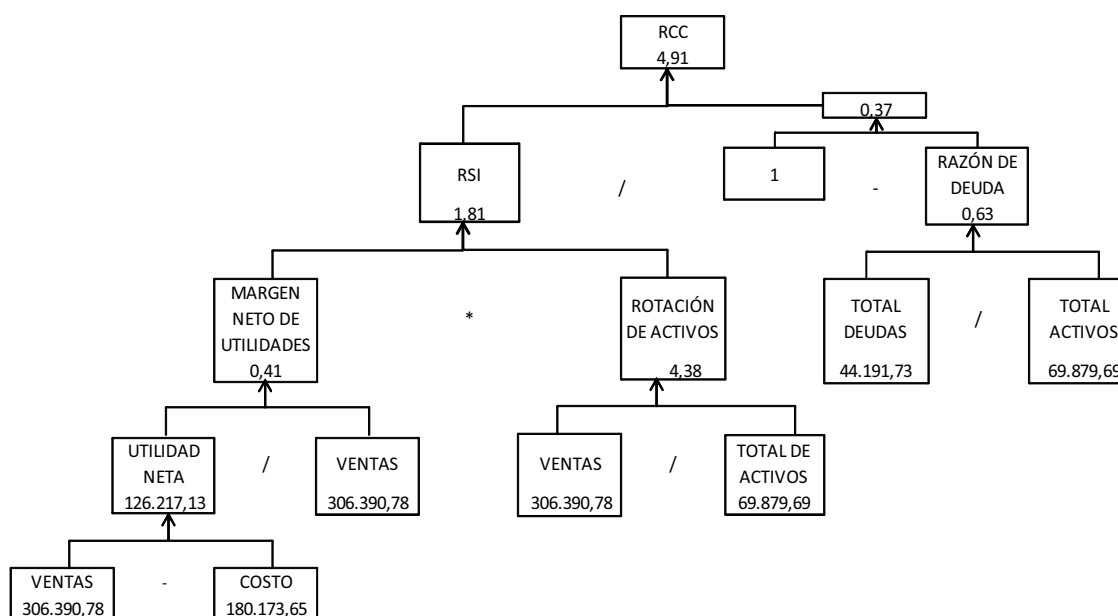 RCC
4,91
0,37
RSI
1,81
/
1
-
RAZÓN DE
DEUDA
0,63
MARGEN
NETO DE
UTILIDADES
0,41
*
ROTACIÓN
DE ACTIVOS
4,38
TOTAL
DEUDAS
44.191,73
/
TOTAL
ACTIVOS
69.879,69
UTILIDAD
NETA
126.217,13
/
VENTAS
306.390,78
VENTAS
306.390,78
/
TOTAL DE
ACTIVOS
69.879,69
VENTAS
306.390,78
-
COSTO
180.173,65